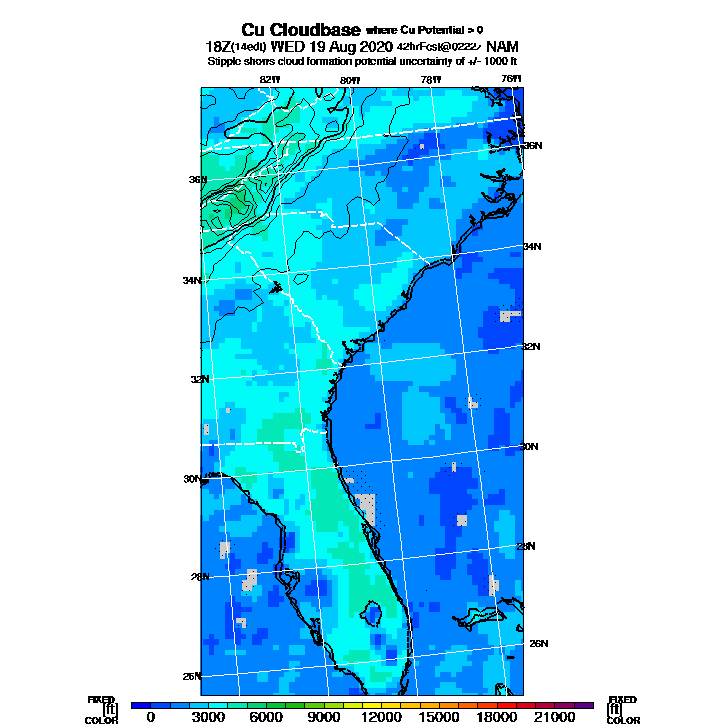 Cu Cloudbase where Cu Potential > 0
18Z(14edt) WED 19 Aug 2020 42hrFcst@0222z NAM
Stipple shows cloud formation potential uncertainty of +/- 1000 ft
82W 80W 78W 76W
36N 36N
34N 34N
32N 32N
30N 30N
28N 28N
26N 26N
FIXED FIXED
[ft] [ft]
COLOR COLOR
0 3000 6000 9000 12000 15000 18000 21000